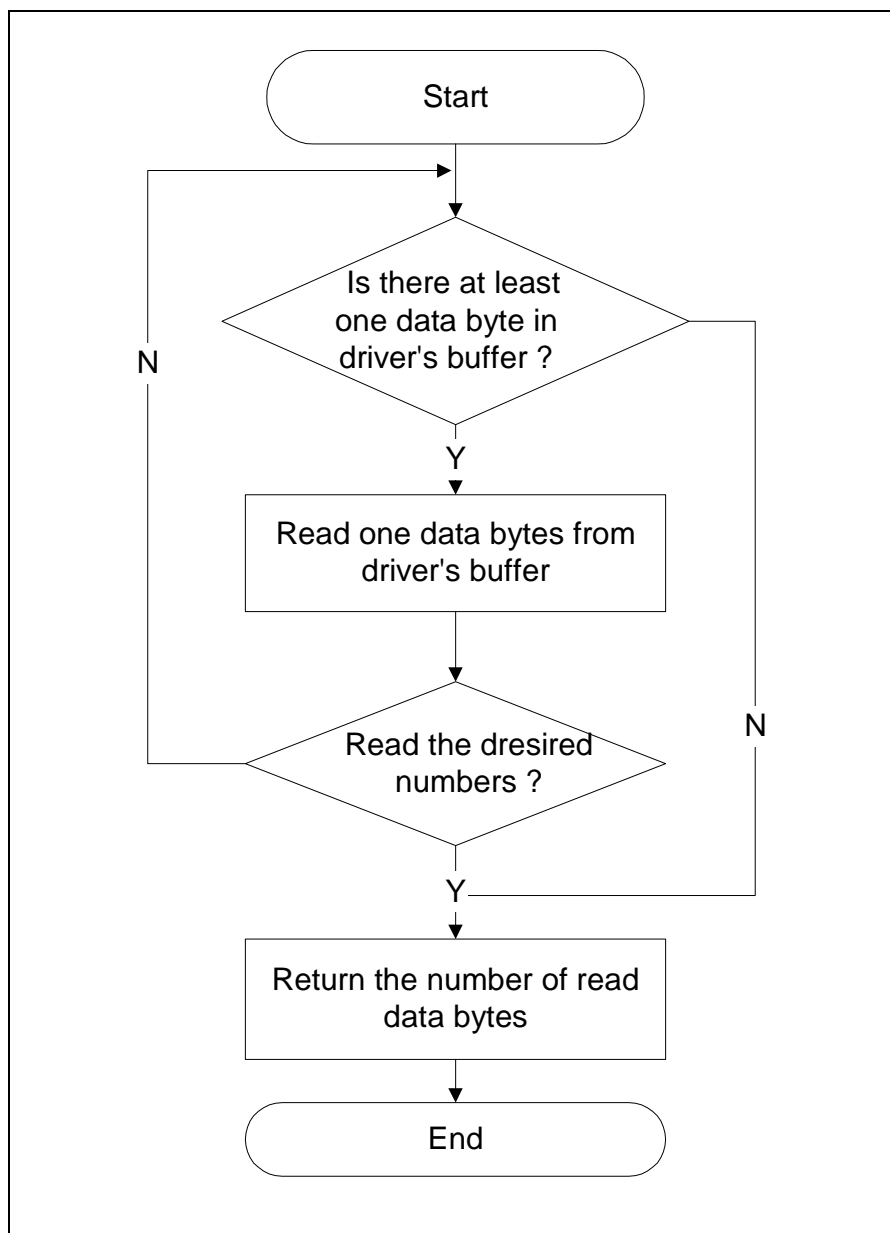 Start
Is there at least
one data byte in
driver's buffer ?
N
Y
Read one data bytes from
driver's buffer
Read the dresired
numbers ?
N
Y
Return the number of read
data bytes
End